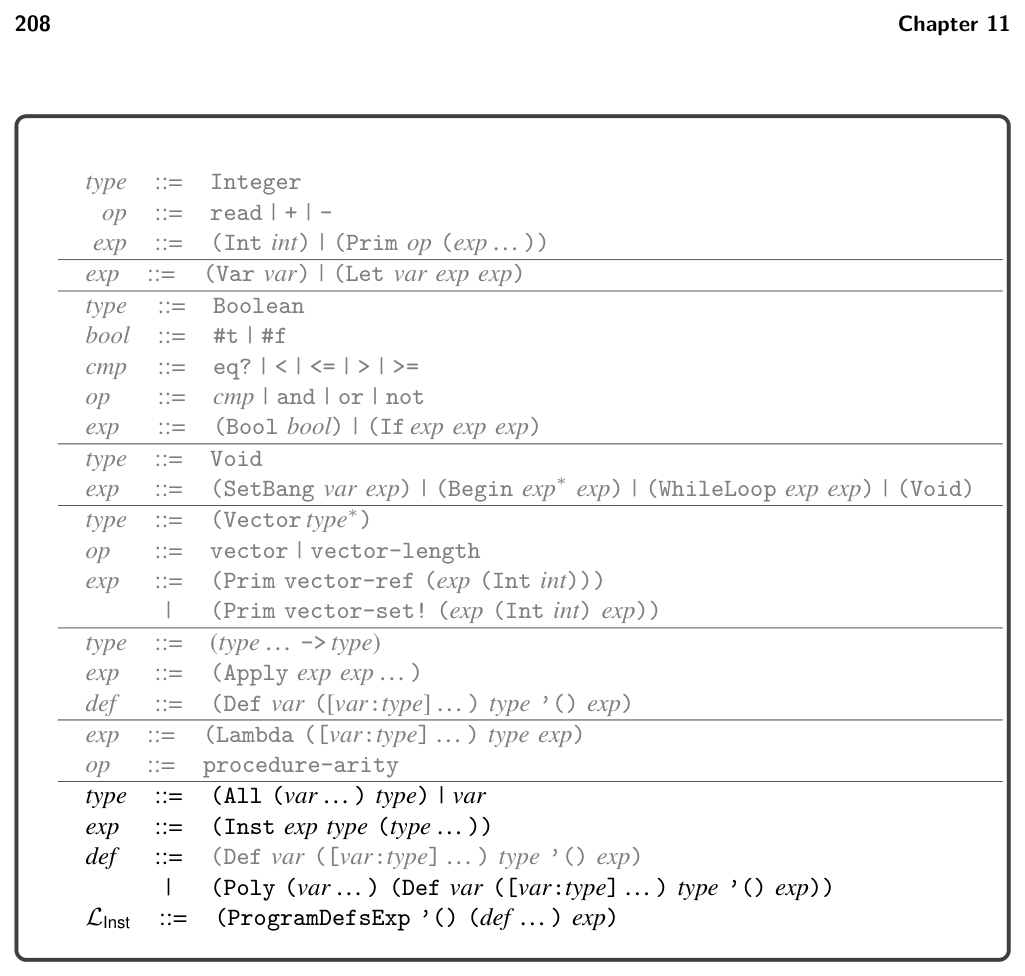 208 Chapter 11
type ::= Integer
op ::= read | + | -
exp ::= (Int int) | (Prim op (exp ... ))
exp ::= (Var var) | (Let var exp exp)
type ::= Boolean
bool ::= #t | #f
cmp ::= eq? | < | <= | > | >=
op ::= cmp | and | or | not
exp ::= (Bool bool) | (If exp exp exp)
type ::= Void
exp ::= (SetBang var exp) | (Begin exp* exp) | (WhileLoop exp exp) | (Void)
type ::= (Vector type*)
op ::= vector | vector-length
exp ::= (Prim vector-ref (exp (Int int)))
| (Prim vector-set! (exp (Int int) exp))
type ::= (type ... -> type)
exp ::= (Apply exp exp ... )
def ::= (Def var ([var:type] ... ) type ’() exp)
exp ::= (Lambda ([var:type] ... ) type exp)
op ::= procedure-arity
type ::= (All (var ... ) type) | var
exp ::= (Inst exp type (type ... ))
def ::= (Def var ([var:type] ... ) type ’() exp)
| (Poly (var ... ) (Def var ([var:type] ... ) type ’() exp))
ℒInst ::= (ProgramDefsExp ’() (def ... ) exp)